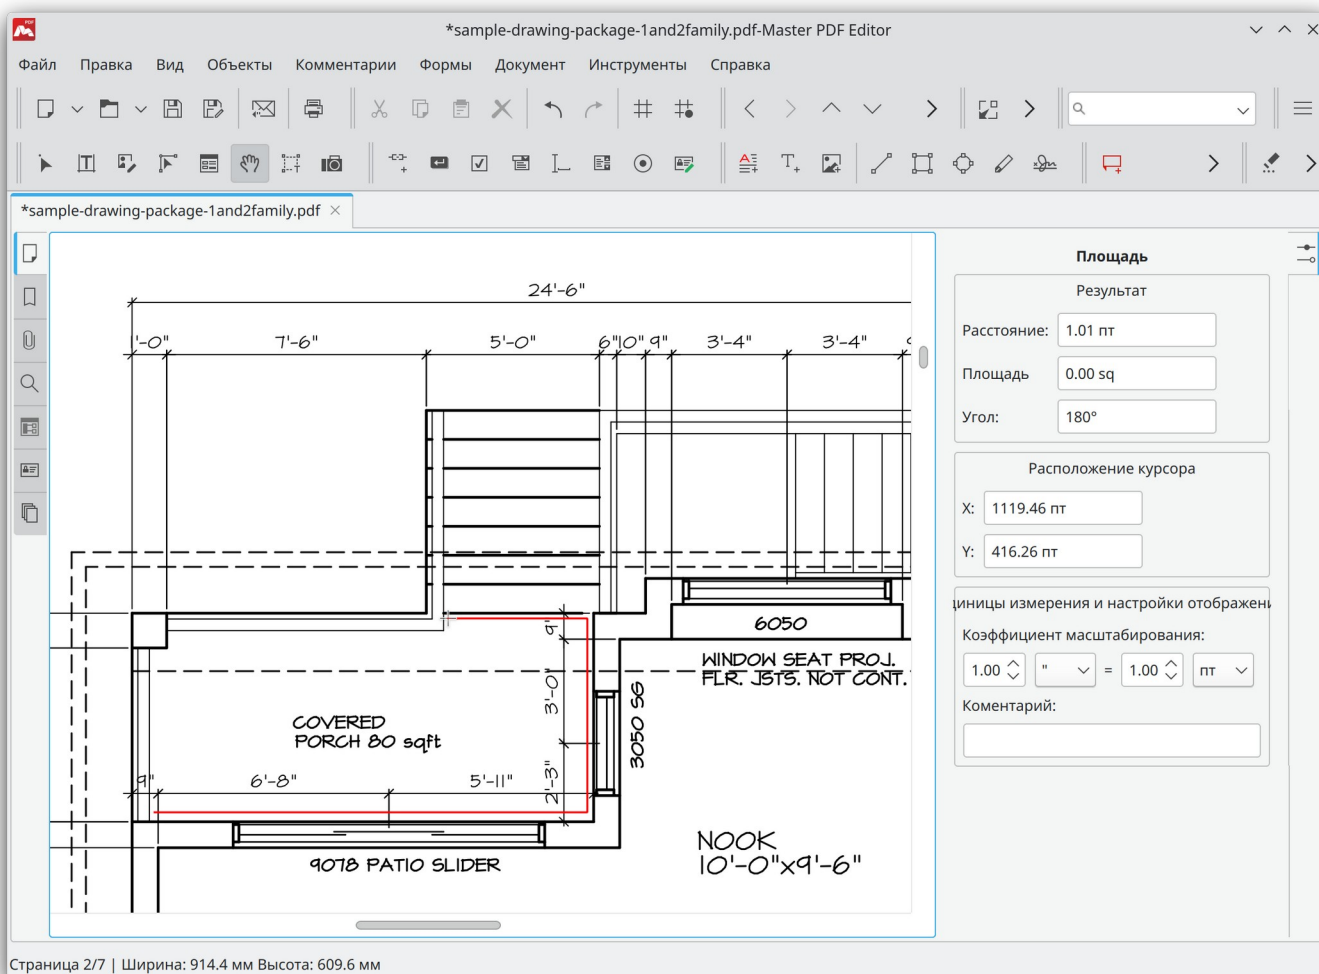 *sample-drawing-package-1and2family.pdf-Master PDF Editor
Файл Правка Вид Объекты Комментарии Формы Документ Инструменты Справка
*sample-drawing-package-1and2family.pdf
Площадь
Результат
Расстояние: 1.01 пт
Площадь 0.00 sq
Угол: 180°
Расположение курсора
X: 1119.46 пт
Y: 416.26 пт
диницы измерения и настройки отображени
Коэффициент масштабирования:
1.00 " = 1.00 пт
Коментарий:
24'-6"
1'-0" 7'-6" 5'-0" 6" 10" 9" 3'-4" 3'-4"
6050
9"
WINDOW SEAT PROJ.
FLR. JSTS. NOT CONT.
3'-0"
3050 SG
COVERED
PORCH 80 sqft
9" 6'-8" 5'-11" 2'-3"
NOOK
10'-0"x9'-6"
9078 PATIO SLIDER
Страница 2/7 | Ширина: 914.4 мм Высота: 609.6 мм